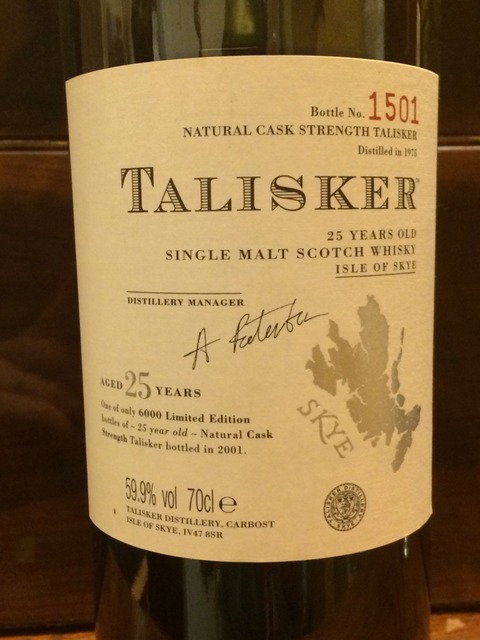 Bottle No. 1501
NATURAL CASK STRENGTH TALISKER
Distilled in 1975
TALISKER
25 YEARS OLD
SINGLE MALT SCOTCH WHISKY
ISLE OF SKYE
DISTILLERY MANAGER
AGED 25 YEARS
One of only 6000 Limited Edition
bottles of – 25 year old – Natural Cask
Strength Talisker bottled in 2001.
SKYE
59.9% vol 70cl e
TALISKER DISTILLERY, CARBOST
ISLE OF SKYE, IV47 8SR